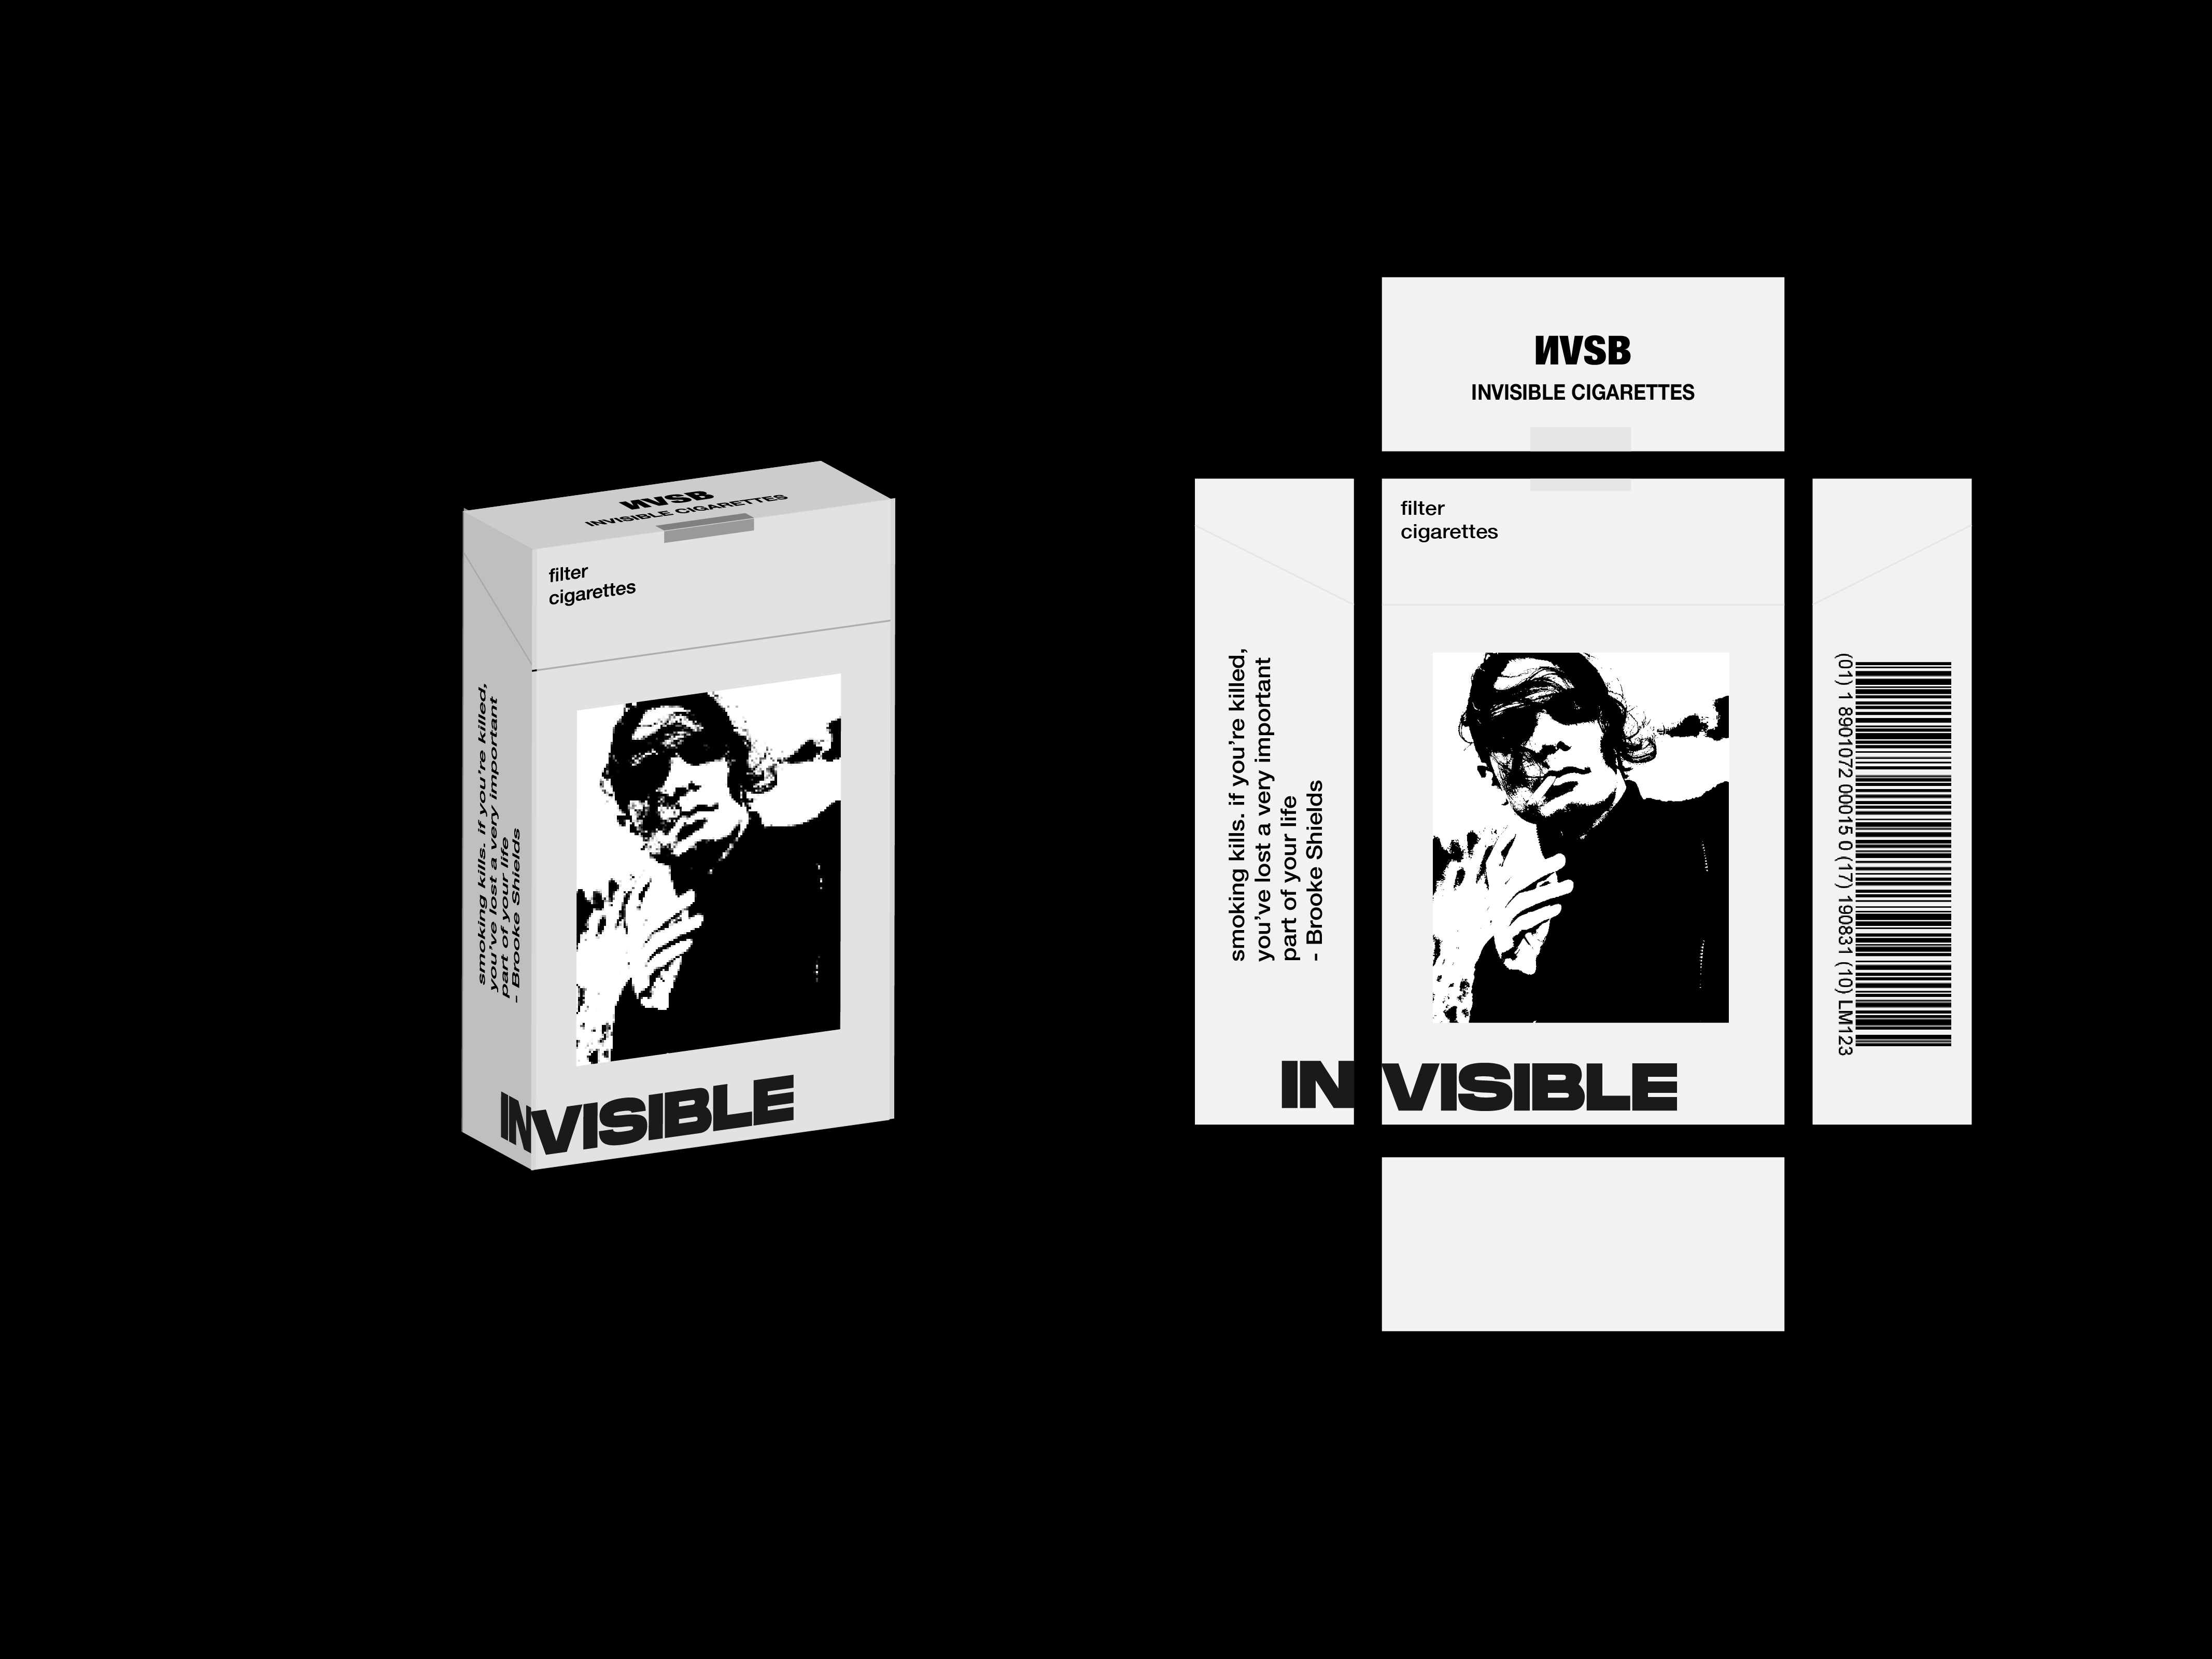 ИVSB
INVISIBLE CIGARETTES
filter
cigarettes
smoking kills. if you're killed,
you've lost a very important
part of your life
- Brooke Shields
INVISIBLE
ИVSB
INVISIBLE CIGARETTES
filter
cigarettes
smoking kills. if you're killed,
you've lost a very important
part of your life
- Brooke Shields
INVISIBLE
(01) 1 8901072 00015 0 (17) 190831 (10) LM123